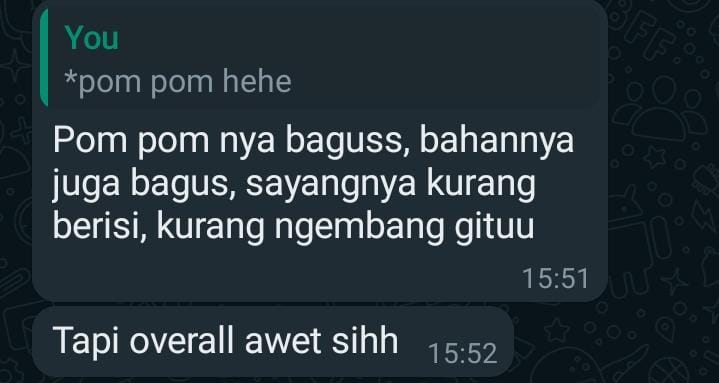 You
*pom pom hehe
Pom pom nya baguss, bahannya
juga bagus, sayangnya kurang
berisi, kurang ngembang gituu
15:51
Tapi overall awet sihh 15:52